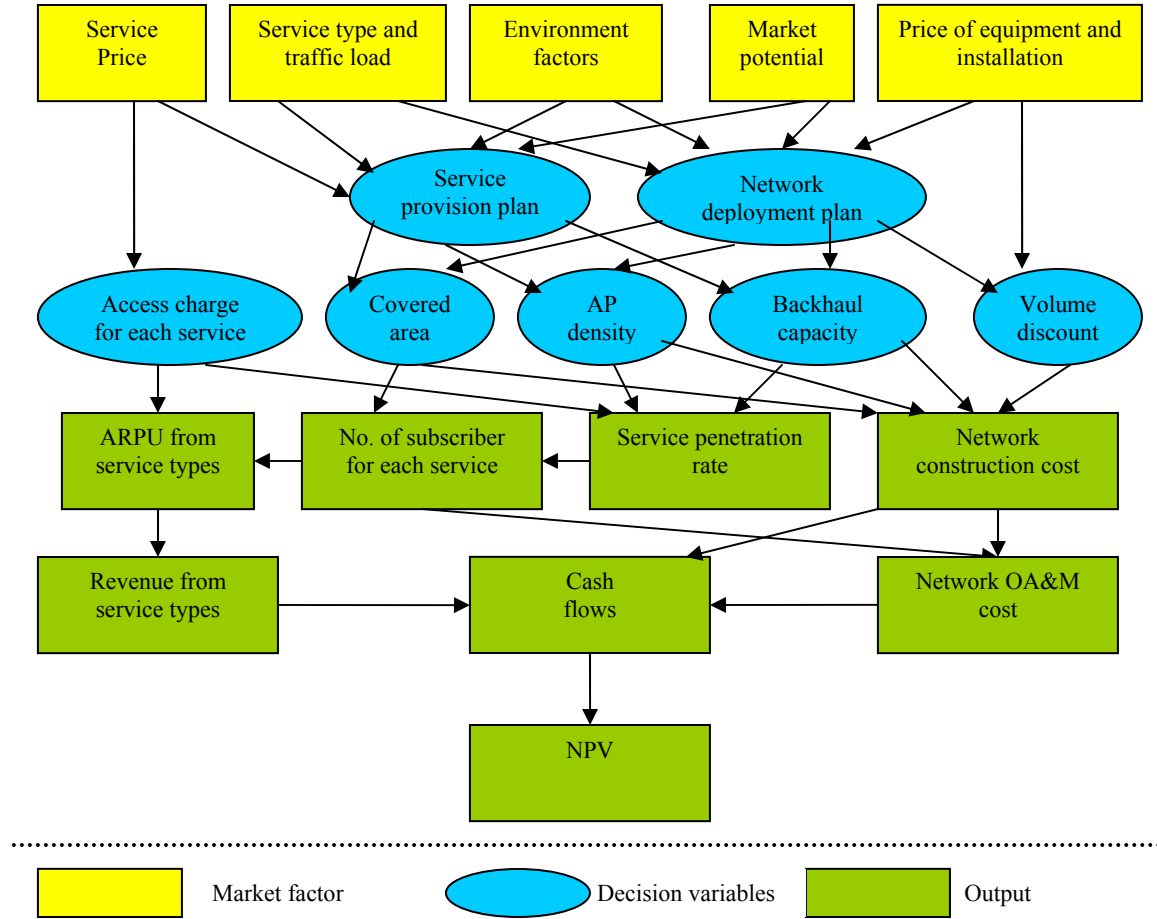 Service
Price
Service type and
traffic load
Environment
factors
Market
potential
Price of equipment and
installation
Service
provision plan
Network
deployment plan
Access charge
for each service
Covered
area
AP
density
Backhaul
capacity
Volume
discount
ARPU from
service types
No. of subscriber
for each service
Service penetration
rate
Network
construction cost
Revenue from
service types
Cash
flows
Network OA&M
cost
NPV
Market factor
Decision variables
Output